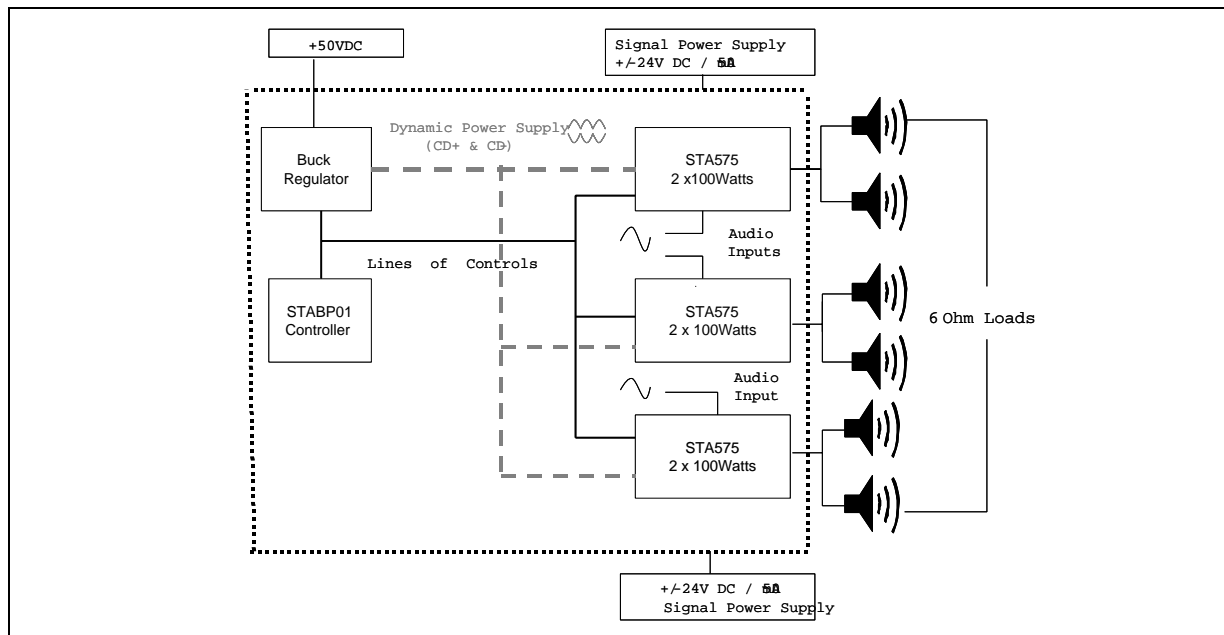 +50VDC
Signal Power Supply
+/-24V DC /
Dynamic Power Supply
(CD+ & CD-)
Buck
Regulator
STA575
2 x100Watts
Audio
Inputs
Lines of Controls
STABP01
Controller
STA575
2 x 100Watts
6 Ohm Loads
Audio
Input
STA575
2 x 100Watts
+/-24V DC /
Signal Power Supply